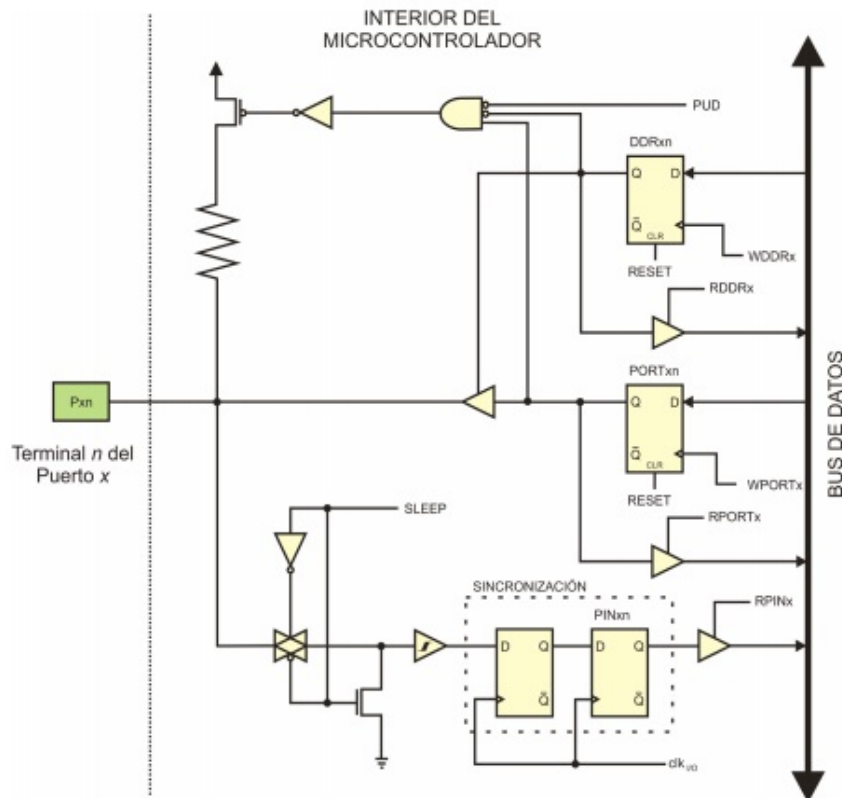 INTERIOR DEL
MICROCONTROLADOR
PUD
DDRxn
Q D
Q̄
CLR
WDDRx
RESET
RDDRx
PORTxn
Q D
Pxn
Q̄
CLR
Terminal n del
Puerto x
WPORTx
RESET
SLEEP
RPORTx
BUS DE DATOS
SINCRONIZACIÓN
PINxn
RPINx
D Q
D Q
Q̄
Q̄
clk I/O